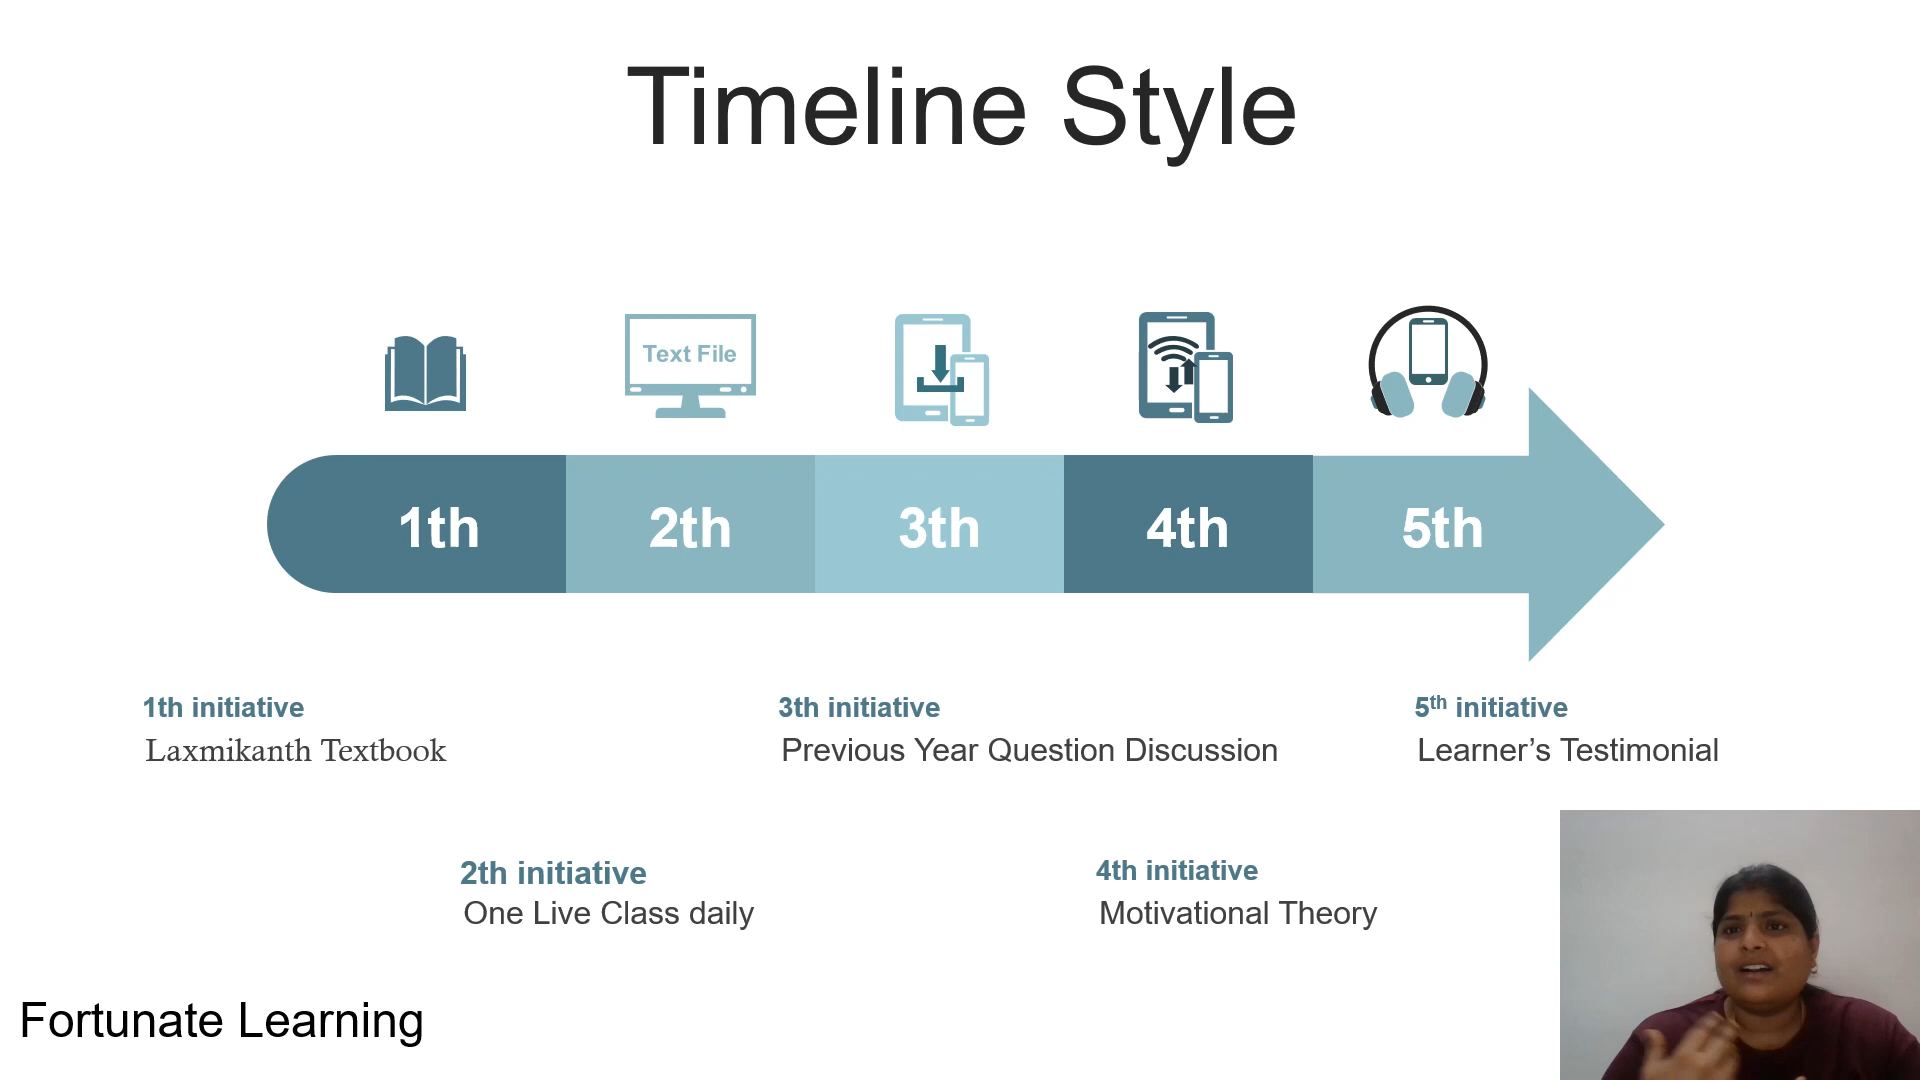 Timeline Style
Text File
1th
2th
3th
4th
5th
1th initiative
Laxmikanth Textbook
3th initiative
Previous Year Question Discussion
5th initiative
Learner’s Testimonial
2th initiative
One Live Class daily
4th initiative
Motivational Theory
Fortunate Learning